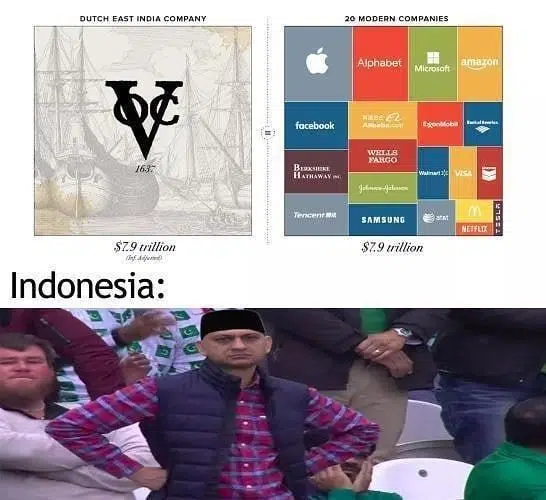 DUTCH EAST INDIA COMPANY
20 MODERN COMPANIES
VOC
1637
Alphabet
Microsoft
amazon
facebook
Alibaba.com
ExxonMobil
Bank of America
BERKSHIRE
HATHAWAY INC.
WELLS
FARGO
Johnson & Johnson
Walmart
VISA
Tencent
SAMSUNG
at&t
NETFLIX
TESLA
=
$7.9 trillion
(Inf. Adjusted)
$7.9 trillion
Indonesia: